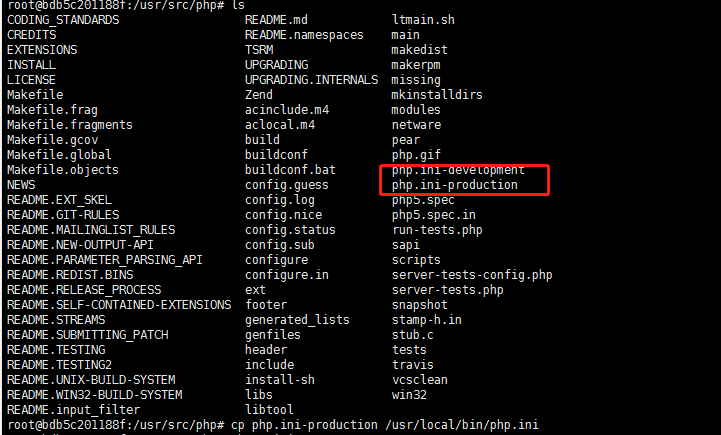 root@bdb5c201188f:/usr/src/php# ls
CODING_STANDARDS README.md ltmain.sh
CREDITS README.namespaces main
EXTENSIONS TSRM makedist
INSTALL UPGRADING makerpm
LICENSE UPGRADING.INTERNALS missing
Makefile Zend mkinstalldirs
Makefile.frag acinclude.m4 modules
Makefile.fragments aclocal.m4 netware
Makefile.gcov build pear
Makefile.global buildconf php.gif
Makefile.objects buildconf.bat php.ini-development
NEWS config.guess php.ini-production
README.EXT_SKEL config.log php5.spec
README.GIT-RULES config.nice php5.spec.in
README.MAILINGLIST_RULES config.status run-tests.php
README.NEW-OUTPUT-API config.sub sapi
README.PARAMETER_PARSING_API configure scripts
README.REDIST.BINS configure.in server-tests-config.php
README.RELEASE_PROCESS ext server-tests.php
README.SELF-CONTAINED-EXTENSIONS footer snapshot
README.STREAMS generated_lists stamp-h.in
README.SUBMITTING_PATCH genfiles stub.c
README.TESTING header tests
README.TESTING2 include travis
README.UNIX-BUILD-SYSTEM install-sh vcsclean
README.WIN32-BUILD-SYSTEM libs win32
README.input_filter libtool
root@bdb5c201188f:/usr/src/php# cp php.ini-production /usr/local/bin/php.ini